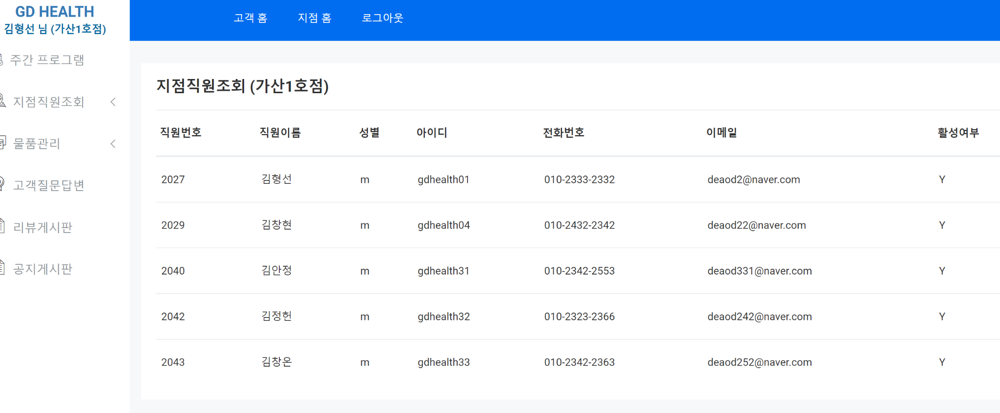 GD HEALTH
김형선 님 (가산1호점)
고객 홈 지점 홈 로그아웃
주간 프로그램
지점직원조회
물품관리
고객질문답변
리뷰게시판
공지게시판
지점직원조회 (가산1호점)
직원번호 직원이름 성별 아이디 전화번호 이메일 활성여부
2027 김형선 m gdhealth01 010-2333-2332 deaod2@naver.com Y
2029 김창현 m gdhealth04 010-2432-2342 deaod22@naver.com Y
2040 김안정 m gdhealth31 010-2342-2553 deaod331@naver.com Y
2042 김정헌 m gdhealth32 010-2323-2366 deaod242@naver.com Y
2043 김창온 m gdhealth33 010-2342-2363 deaod252@naver.com Y